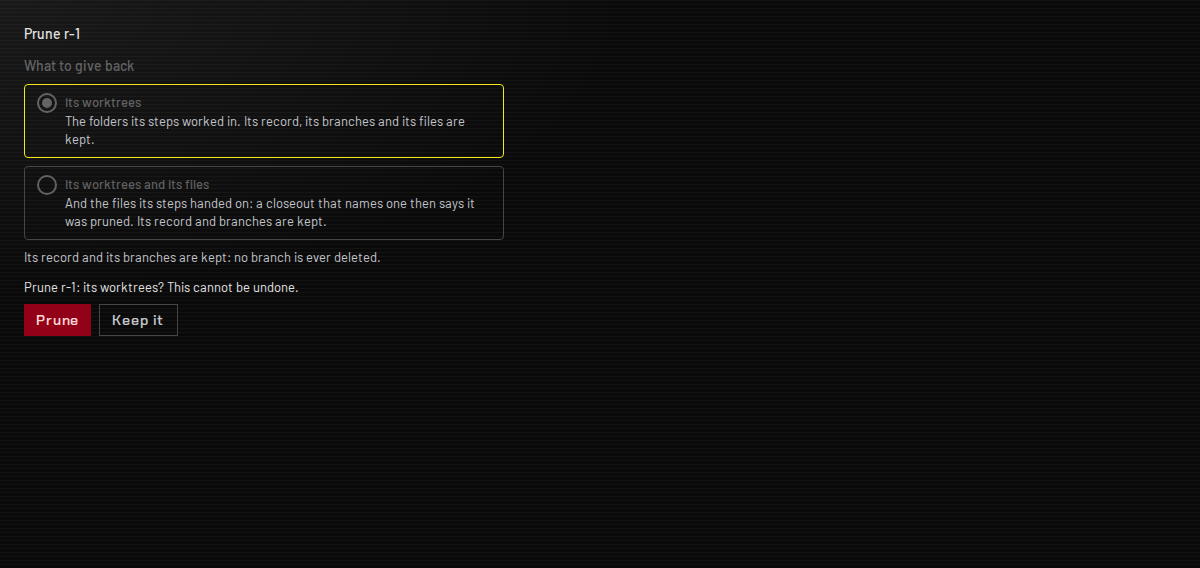 Prune r-1
What to give back
Its worktrees
The folders its steps worked in. Its record, its branches and its files are
kept.
Its worktrees and its files
And the files its steps handed on: a closeout that names one then says it
was pruned. Its record and branches are kept.
Its record and its branches are kept: no branch is ever deleted.
Prune r-1: its worktrees? This cannot be undone.
Prune
Keep it